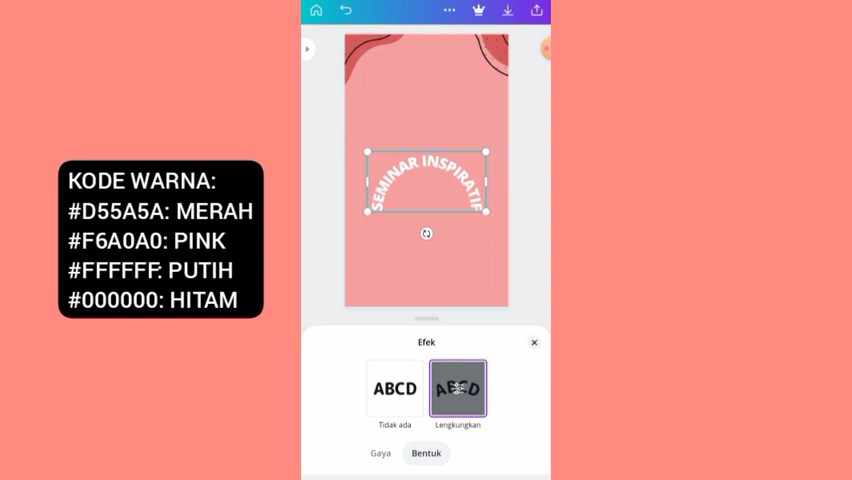 KODE WARNA:
#D55A5A: MERAH
#F6A0A0: PINK
#FFFFFF: PUTIH
#000000: HITAM
SEMINAR INSPIRATIF
Efek
ABCD
ABCD
Tidak ada
Lengkungkan
Gaya
Bentuk